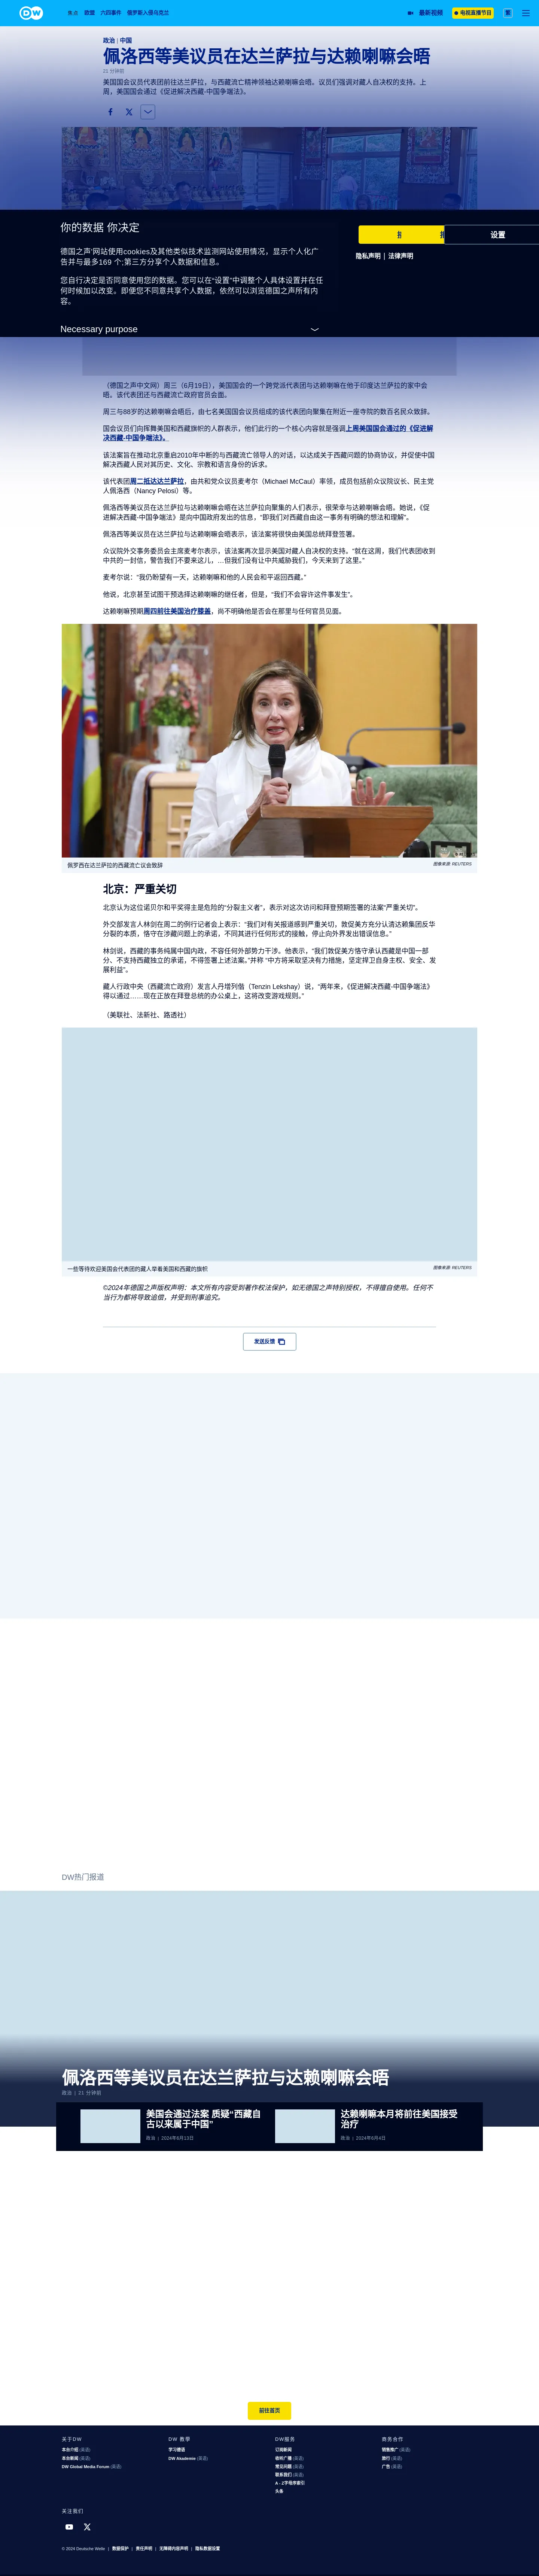 DW
焦点 欧盟 六四事件 俄罗斯入侵乌克兰
最新视频
电视直播节目
繁
政治 | 中国
佩洛西等美议员在达兰萨拉与达赖喇嘛会晤
21 分钟前
美国国会议员代表团前往达兰萨拉，与西藏流亡精神领袖达赖喇嘛会晤。议员们强调对藏人自决权的支持。上
周，美国国会通过《促进解决西藏-中国争端法》。
你的数据 你决定
德国之声‘网站使用cookies及其他类似技术监测网站使用情况，显示个人化广
告并与最多169 个;第三方分享个人数据和信息。
您自行决定是否同意使用您的数据。您可以在“设置”中调整个人具体设置并在任
何时候加以改变。即便您不同意共享个人数据，依然可以浏览德国之声所有内
容。
设置
隐私声明 | 法律声明
Necessary purpose
（德国之声中文网）周三（6月19日），美国国会的一个跨党派代表团与达赖喇嘛在他于印度达兰萨拉的家中会
晤。该代表团还与西藏流亡政府官员会面。
周三与88岁的达赖喇嘛会晤后，由七名美国国会议员组成的该代表团向聚集在附近一座寺院的数百名民众致辞。
国会议员们向挥舞美国和西藏旗帜的人群表示，他们此行的一个核心内容就是强调上周美国国会通过的《促进解
决西藏-中国争端法》。
该法案旨在推动北京重启2010年中断的与西藏流亡领导人的对话，以达成关于西藏问题的协商协议，并促使中国
解决西藏人民对其历史、文化、宗教和语言身份的诉求。
该代表团周二抵达达兰萨拉，由共和党众议员麦考尔（Michael McCaul）率领，成员包括前众议院议长、民主党
人佩洛西（Nancy Pelosi）等。
佩洛西等美议员在达兰萨拉与达赖喇嘛会晤在达兰萨拉向聚集的人们表示，很荣幸与达赖喇嘛会晤。她说，《促
进解决西藏-中国争端法》是向中国政府发出的信息，“即我们对西藏自由这一事务有明确的想法和理解”。
佩洛西等美议员在达兰萨拉与达赖喇嘛会晤表示，该法案将很快由美国总统拜登签署。
众议院外交事务委员会主席麦考尔表示，该法案再次显示美国对藏人自决权的支持。“就在这周，我们代表团收到
中共的一封信，警告我们不要来这儿，…但我们没有让中共威胁我们，今天来到了这里。”
麦考尔说：“我仍盼望有一天，达赖喇嘛和他的人民会和平返回西藏。”
他说，北京甚至试图干预选择达赖喇嘛的继任者，但是，“我们不会容许这件事发生”。
达赖喇嘛预期周四前往美国治疗膝盖，尚不明确他是否会在那里与任何官员见面。
佩罗西在达兰萨拉的西藏流亡议会致辞
图像来源: REUTERS
北京：严重关切
北京认为这位诺贝尔和平奖得主是危险的“分裂主义者”，表示对这次访问和拜登预期签署的法案“严重关切”。
外交部发言人林剑在周二的例行记者会上表示：“我们对有关报道感到严重关切，敦促美方充分认清达赖集团反华
分裂的本质，恪守在涉藏问题上的承诺，不同其进行任何形式的接触，停止向外界发出错误信息。”
林剑说，西藏的事务纯属中国内政，不容任何外部势力干涉。他表示，“我们敦促美方恪守承认西藏是中国一部
分、不支持西藏独立的承诺，不得签署上述法案。”并称 “中方将采取坚决有力措施，坚定捍卫自身主权、安全、发
展利益”。
藏人行政中央（西藏流亡政府）发言人丹增列偕（Tenzin Lekshay）说，“两年来，《促进解决西藏-中国争端法》
得以通过……现在正放在拜登总统的办公桌上，这将改变游戏规则。”
（美联社、法新社、路透社）
一些等待欢迎美国会代表团的藏人举着美国和西藏的旗帜
图像来源: REUTERS
©2024年德国之声版权声明：本文所有内容受到著作权法保护，如无德国之声特别授权，不得擅自使用。任何不
当行为都将导致追偿，并受到刑事追究。
发送反馈
DW热门报道
佩洛西等美议员在达兰萨拉与达赖喇嘛会晤
政治 | 21 分钟前
美国会通过法案 质疑“西藏自
古以来属于中国”
政治 | 2024年6月13日
达赖喇嘛本月将前往美国接受
治疗
政治 | 2024年6月4日
前往首页
关于DW
本台介绍 (英语)
本台新闻 (英语)
DW Global Media Forum (英语)
DW 教學
学习德语
DW Akademie (英语)
DW服务
订阅新闻
收听广播 (英语)
常见问题 (英语)
联系我们 (英语)
A - Z字母序索引
头条
商务合作
销售推广 (英语)
旅行 (英语)
广告 (英语)
关注我们
© 2024 Deutsche Welle | 数据保护 | 责任声明 | 无障碍内容声明 | 隐私数据设置